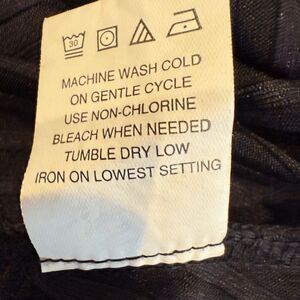 30
MACHINE WASH COLD
ON GENTLE CYCLE
USE NON-CHLORINE
BLEACH WHEN NEEDED
TUMBLE DRY LOW
IRON ON LOWEST SETTING